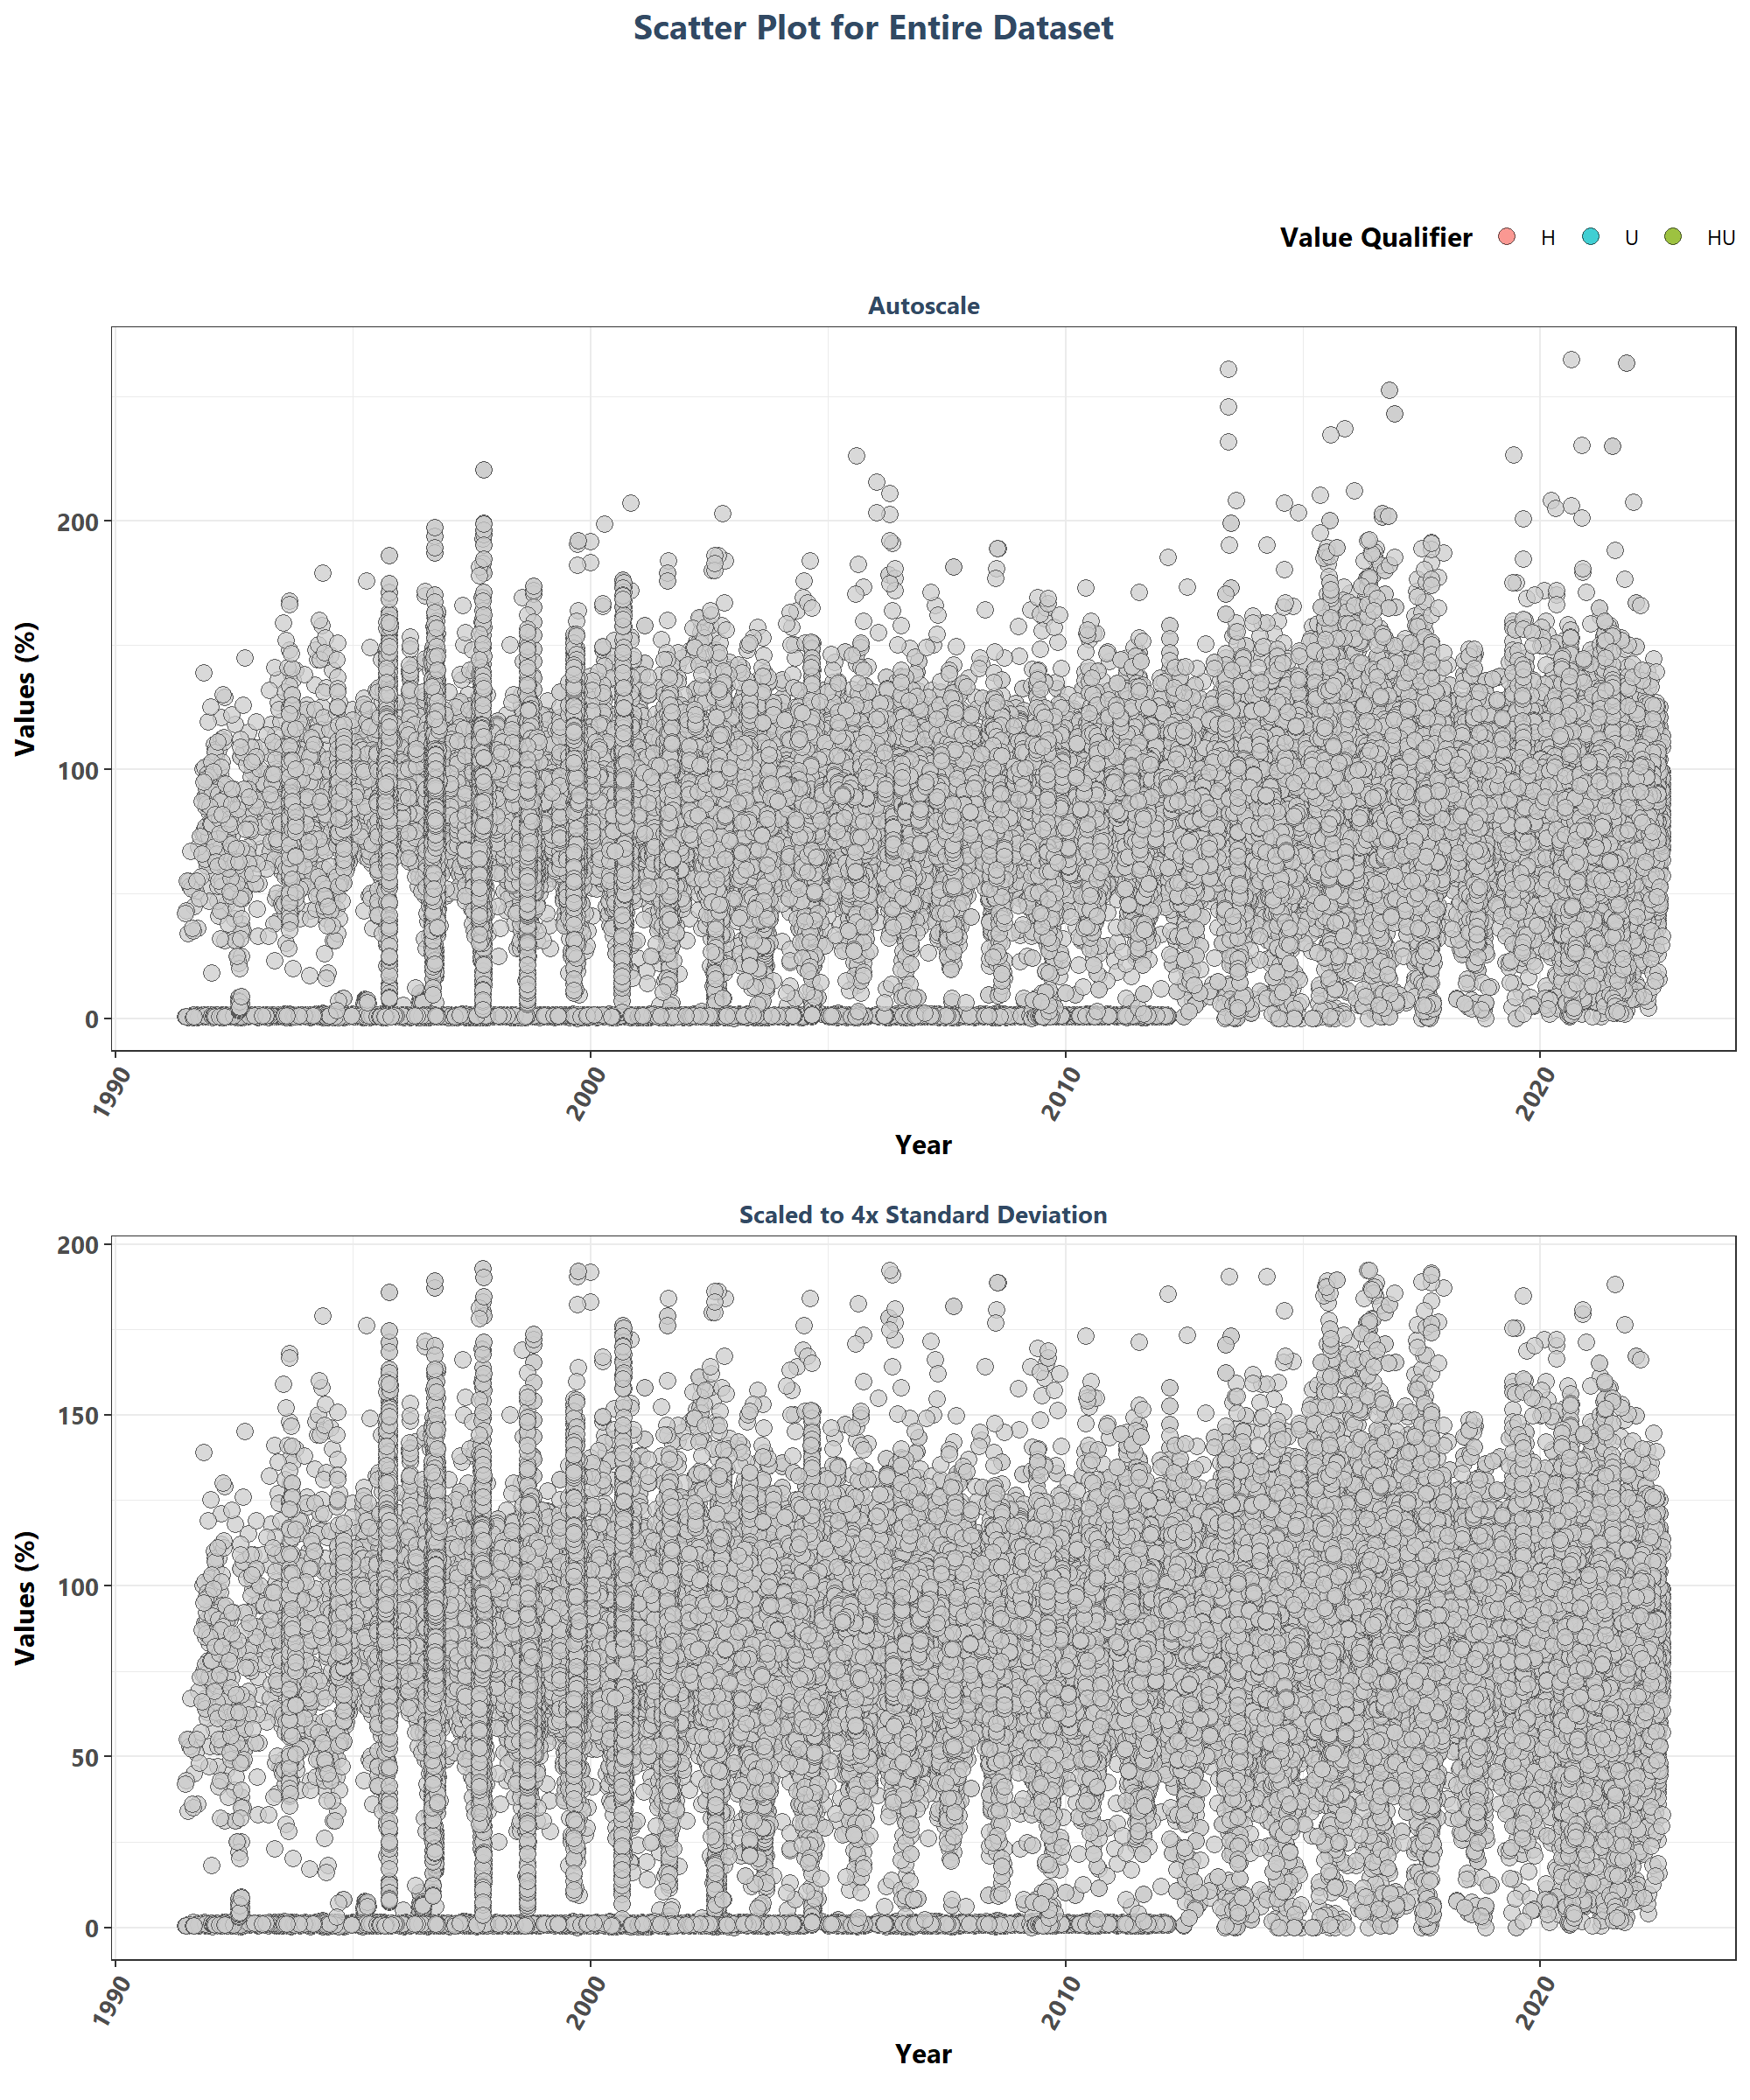 Scatter Plot for Entire Dataset
Value Qualifier H U HU
Autoscale
Values (%)
200
100
0
1990 2000 2010 2020
Year
Scaled to 4x Standard Deviation
Values (%)
200
150
100
50
0
1990 2000 2010 2020
Year